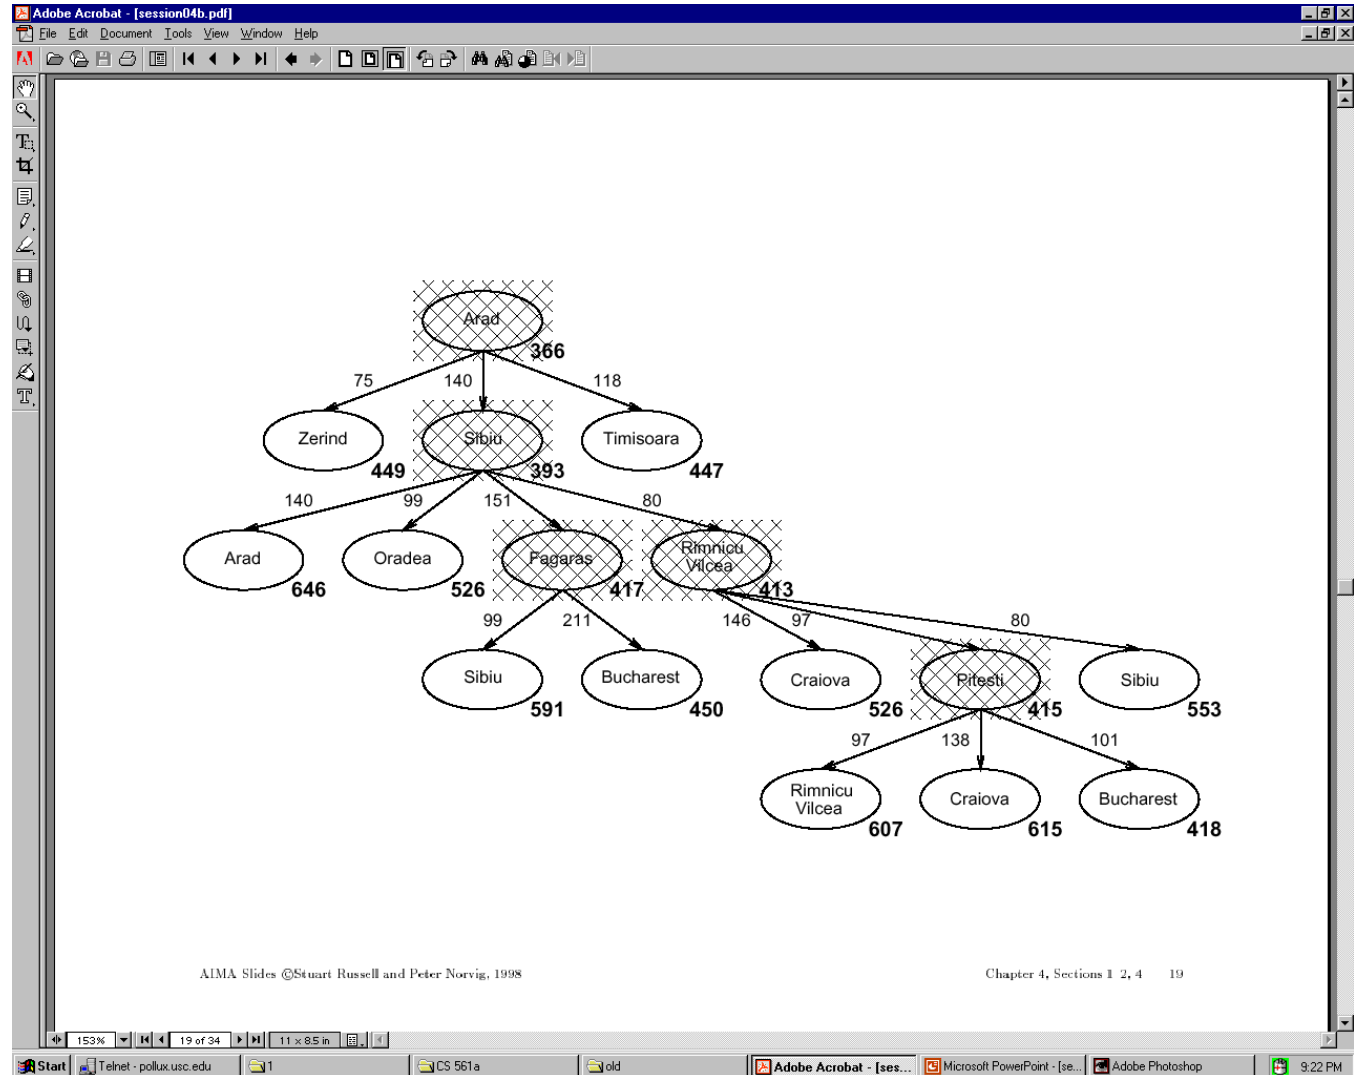 Adobe Acrobat - [session04b.pdf]
File Edit Document Tools View Window Help
Arad
366
75 140 118
Zerind Sibiu Timisoara
449 393 447
140 99 151 80
Arad Oradea Fagaras Rimnicu Vilcea
646 526 417 413
99 211 146 97 80
Sibiu Bucharest Craiova Pitesti Sibiu
591 450 526 415 553
97 138 101
Rimnicu Vilcea Craiova Bucharest
607 615 418
AIMA Slides ©Stuart Russell and Peter Norvig, 1998 Chapter 4, Sections 1 2, 4 19
153% 19 of 34 11 x 8.5 in
Start Telnet - pollux.usc.edu 1 CS 561a old Adobe Acrobat - [ses... Microsoft PowerPoint - [se... Adobe Photoshop 9:22 PM